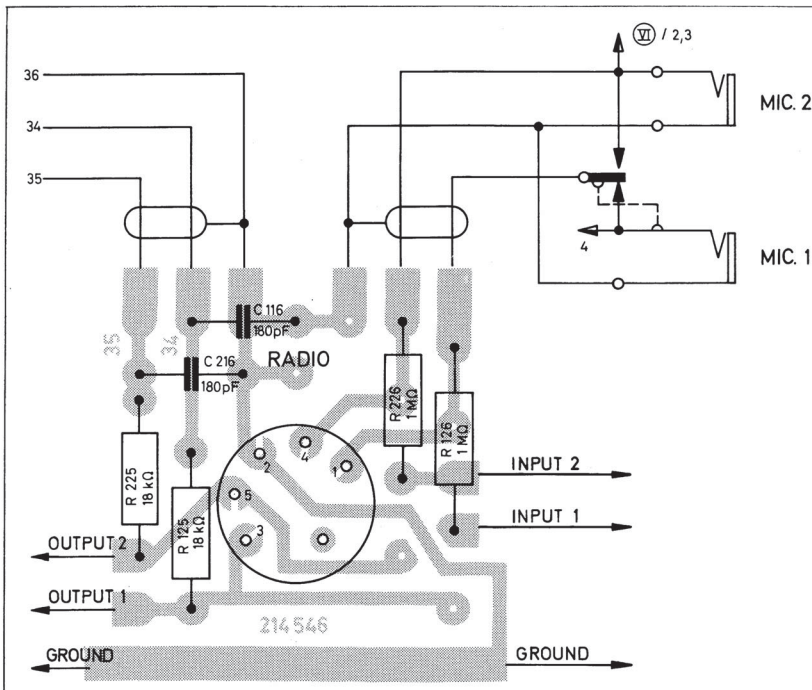 VI / 2,3
36
MIC. 2
34
35
4
MIC. 1
C 116
180pF
35
34
RADIO
C 216
180pF
R 226
1 MΩ
R 126
1 MΩ
4
2
1
INPUT 2
R 225
18 kΩ
5
R 125
18 kΩ
3
INPUT 1
OUTPUT 2
OUTPUT 1
214 546
GROUND
GROUND